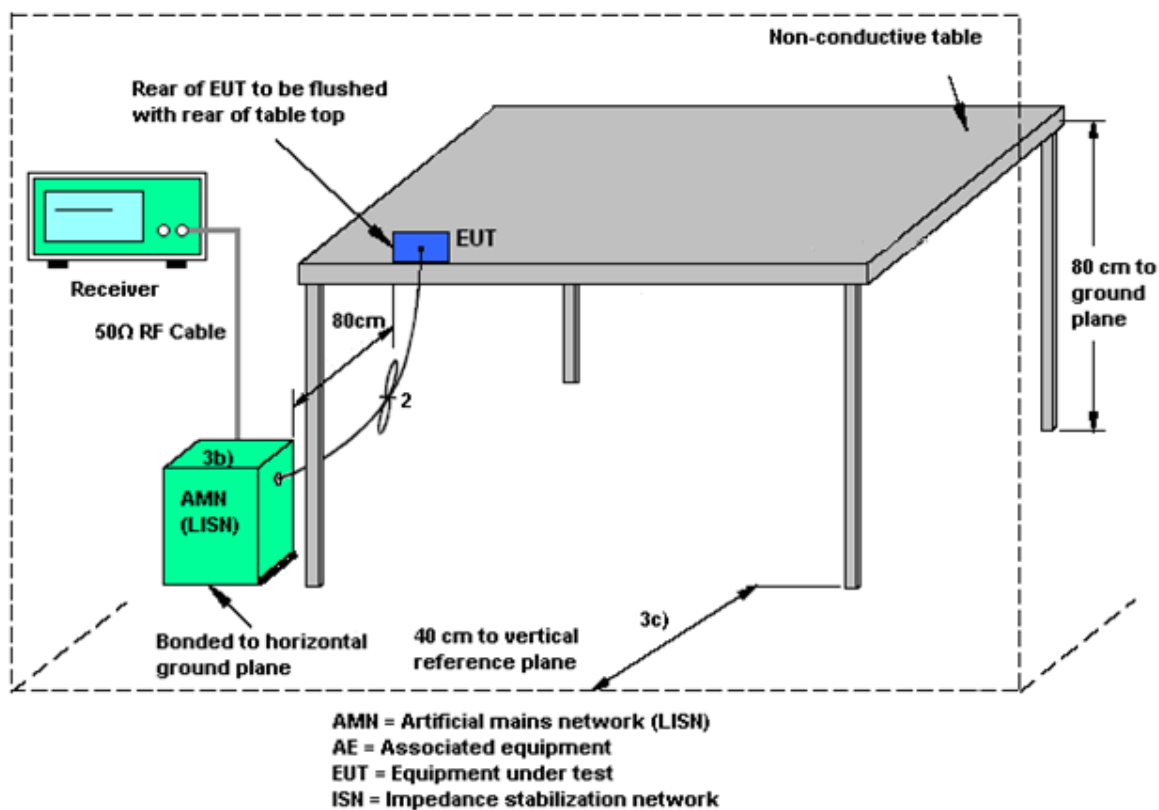 Non-conductive table
Rear of EUT to be flushed
with rear of table top
EUT
Receiver
80 cm to
ground
plane
50Ω RF Cable
80cm
2
3b)
AMN
(LISN)
3c)
Bonded to horizontal
ground plane
40 cm to vertical
reference plane
AMN = Artificial mains network (LISN)
AE = Associated equipment
EUT = Equipment under test
ISN = Impedance stabilization network